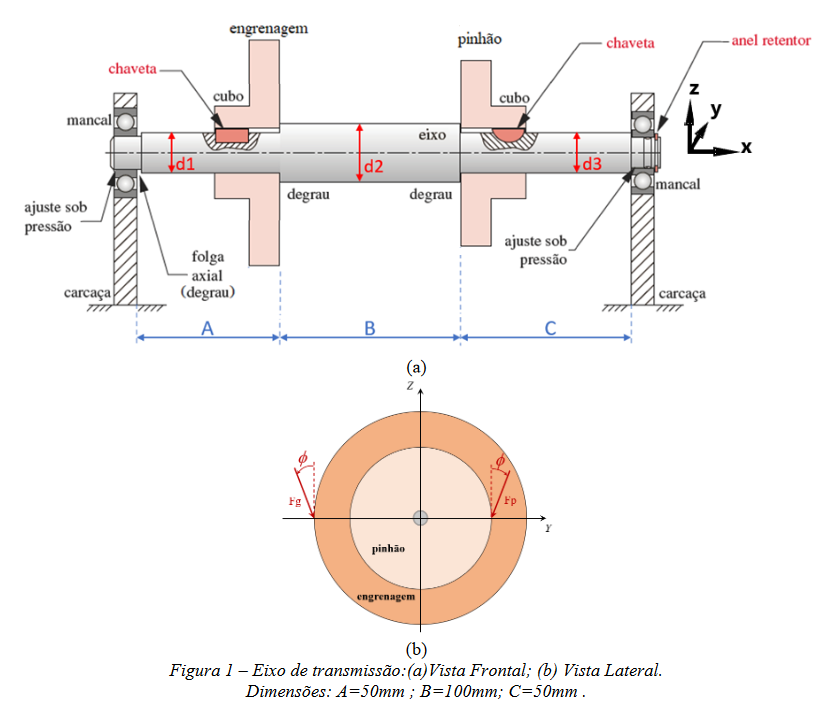 engrenagem
pinhão
chaveta
anel retentor
chaveta
cubo
cubo
z
y
x
mancal
eixo
d1
d2
d3
mancal
degrau
degrau
ajuste sob
pressão
ajuste sob
pressão
folga
axial
(degrau)
carcaça
carcaça
A
B
C
(a)
Z
ϕ
ϕ
Fg
Fp
Y
pinhão
engrenagem
(b)
Figura 1 – Eixo de transmissão:(a)Vista Frontal; (b) Vista Lateral.
Dimensões: A=50mm ; B=100mm; C=50mm .